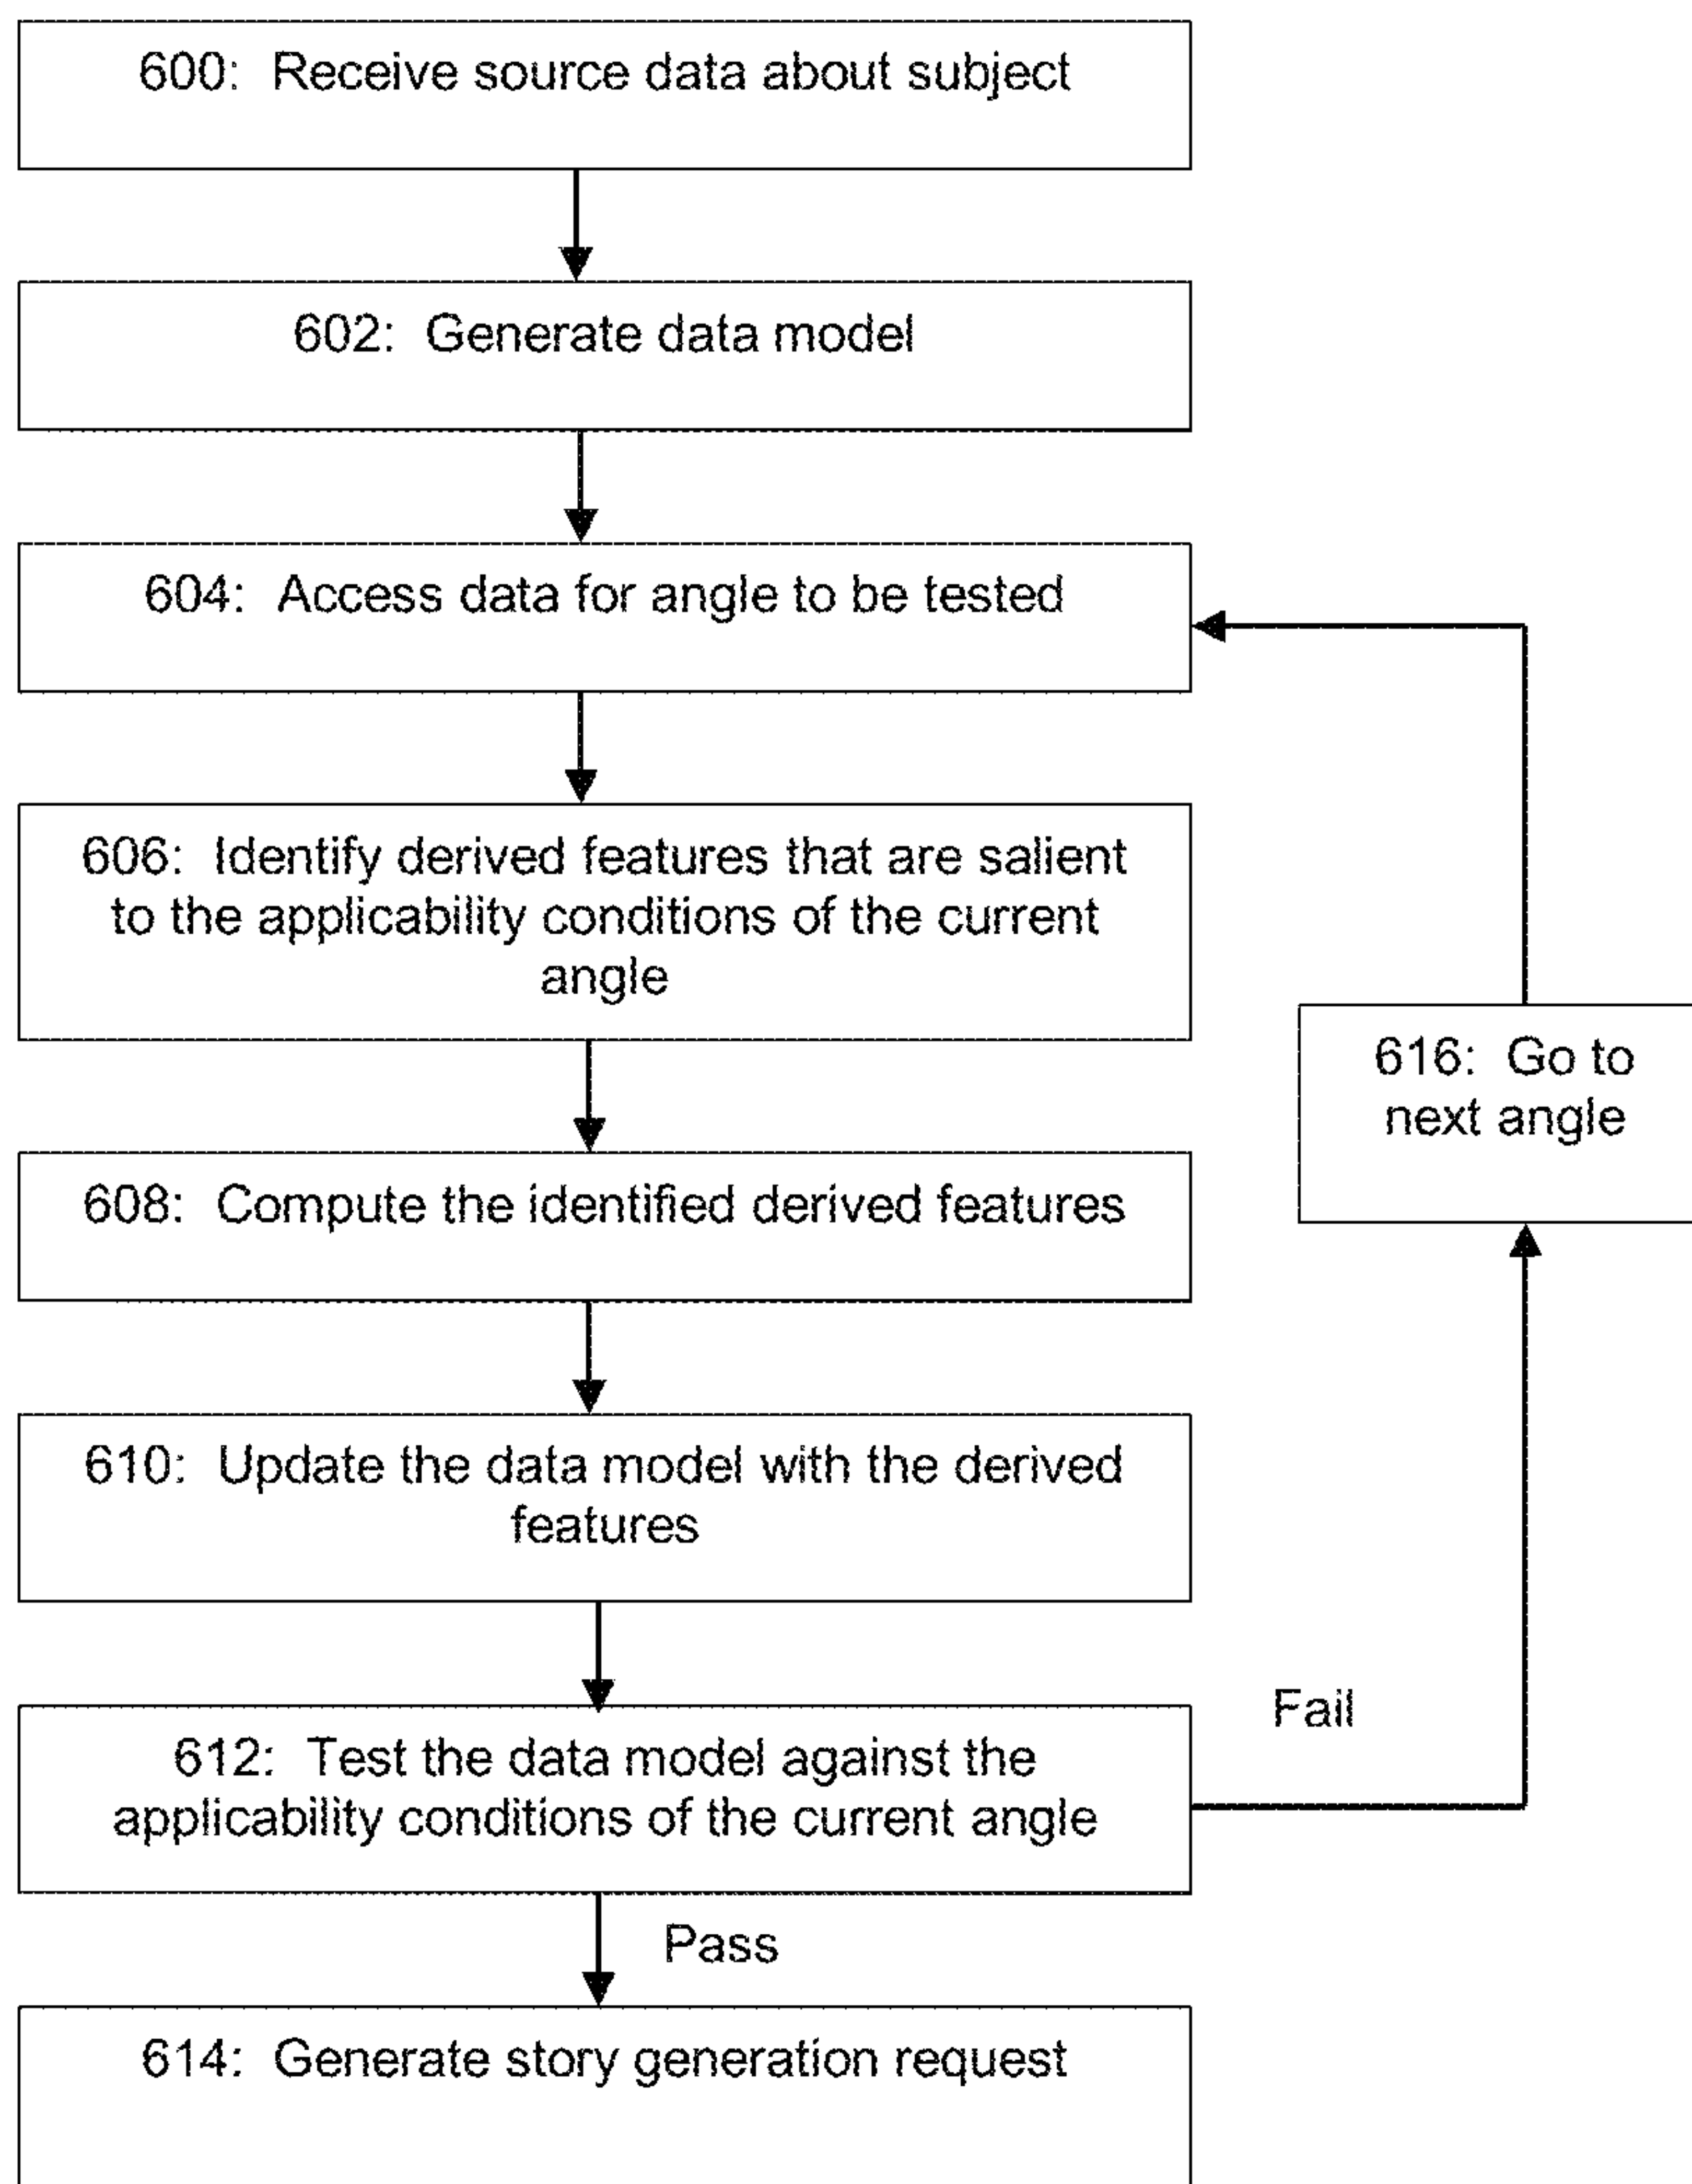 600: Receive source data about subject
602: Generate data model
604: Access data for angle to be tested
606: Identify derived features that are salient
to the applicability conditions of the current
angle
616: Go to
next angle
608: Compute the identified derived features
610: Update the data model with the derived
features
612: Test the data model against the
applicability conditions of the current angle
Fail
Pass
614: Generate story generation request